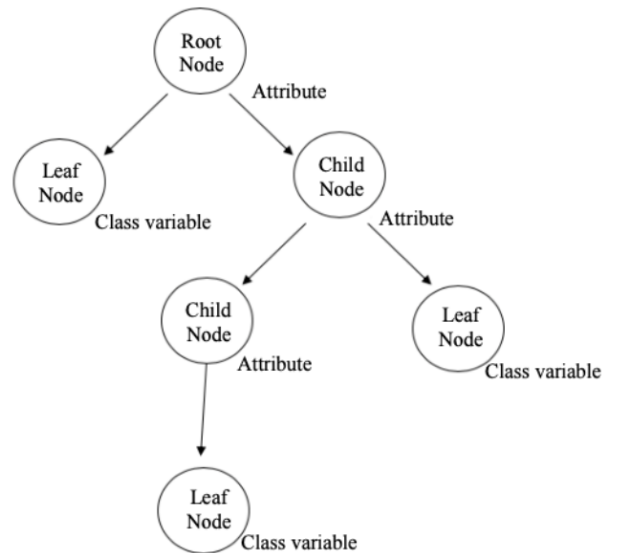 Root
Node
Attribute
Leaf
Node
Class variable
Child
Node
Attribute
Child
Node
Attribute
Leaf
Node
Class variable
Leaf
Node
Class variable